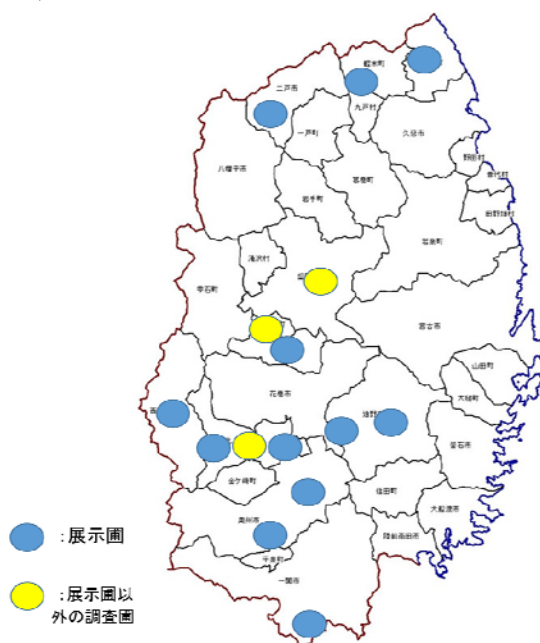 軽米町
二戸市
九戸村
一戸町
久慈市
八幡平市
野田村
普代村
葛巻町
岩手町
田野畑村
岩泉町
滝沢村
雫石町
宮古市
山田町
大槌町
花巻市
釜石市
金ケ崎町
住田町
大船渡市
奥州市
陸前高田市
平泉町
一関市
:展示圃
:展示圃以
外の調査圃